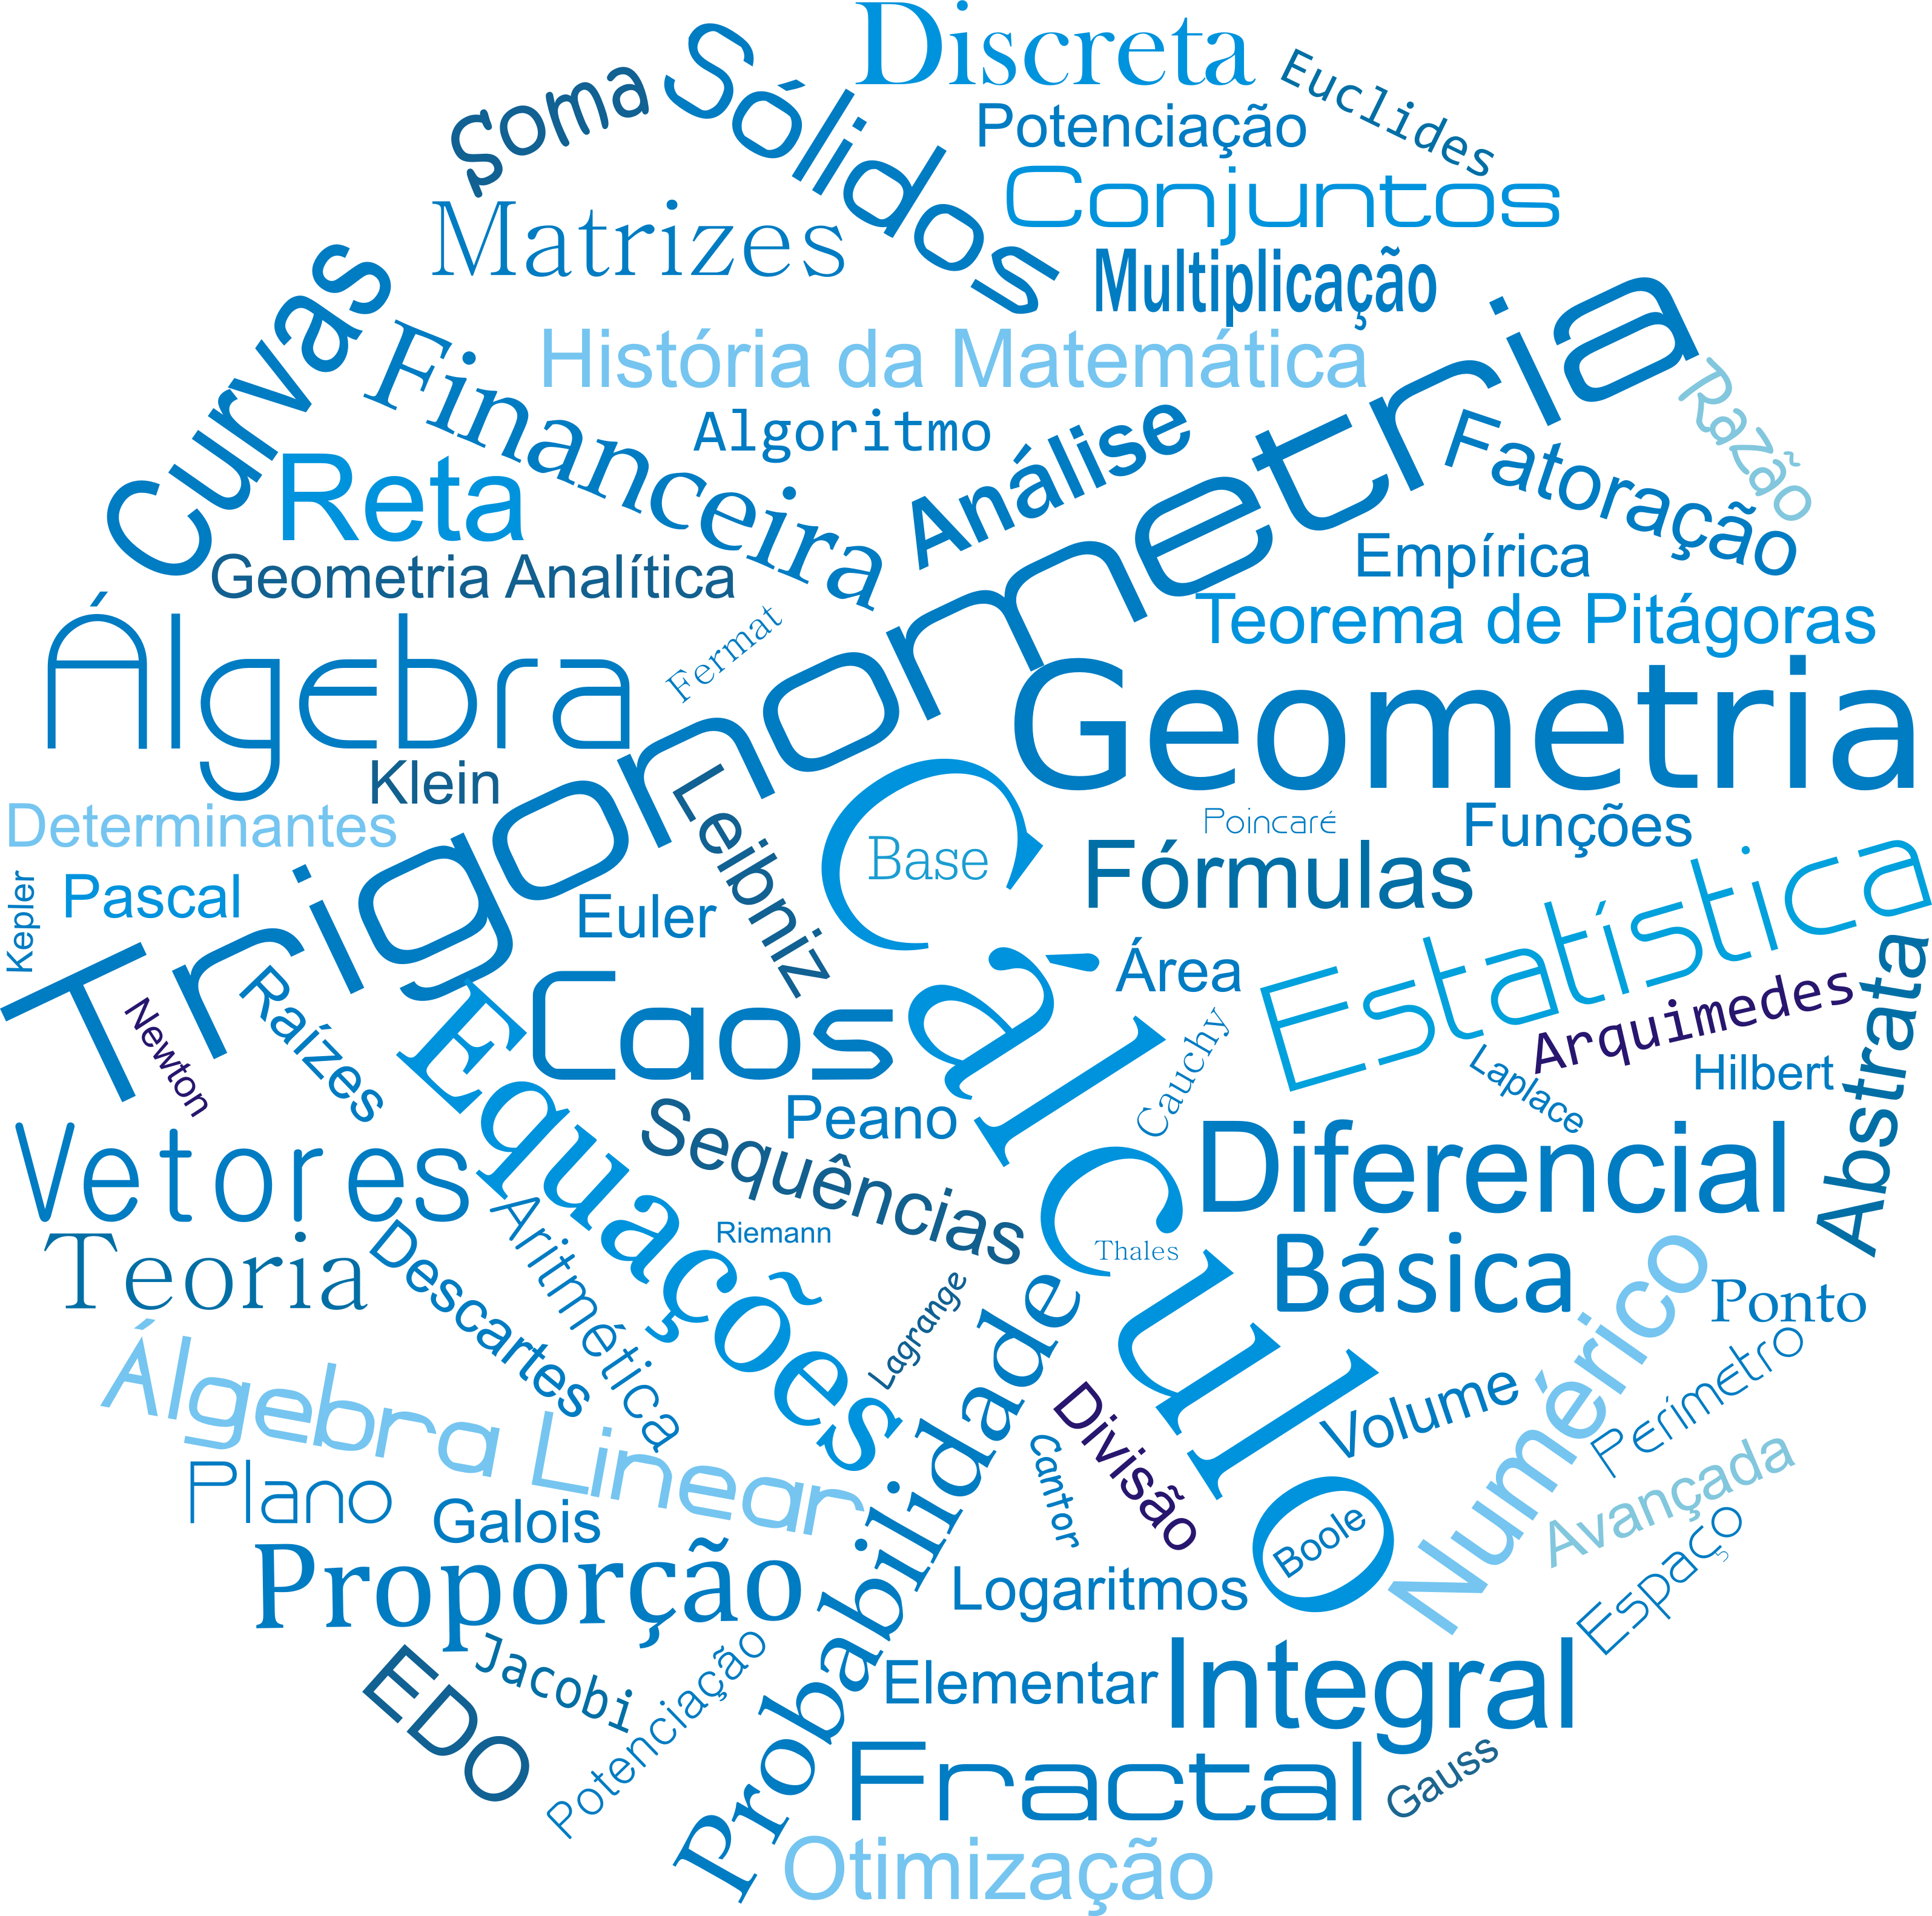 Discreta
Soma
Sólidos
Euclides
Potenciação
Conjuntos
Matrizes
Multiplicação
Curvas
História da Matemática
Financeira
Trigonometria
Razão
Algoritmo
Análise
Fatoração
Reta
Empírica
Geometria Analítica
Teorema de Pitágoras
Álgebra
Fermat
Geometria
Klein
Leibniz
Determinantes
Base
Poincaré
Funções
Fórmulas
Kepler
Pascal
Euler
Cálculo
Estatística
Área
Caos
Raízes
Newton
Arquimedes
Abstrata
Equações
Cauchy
Laplace
Hilbert
Peano
Sequências
Diferencial
Vetores
Aritmética
Riemann
Thales
Básica
Teoria
Descartes
Lagrange
Numérico
Ponto
Perímetro
Álgebra Linear
Probabilidade
Divisão
Volume
Cantor
Avançada
Plano
Galois
Boole
Espaço
Proporção
Logaritmos
Jacobi
Potenciação
EDO
Elementar
Integral
Fractal
Gauss
Otimização